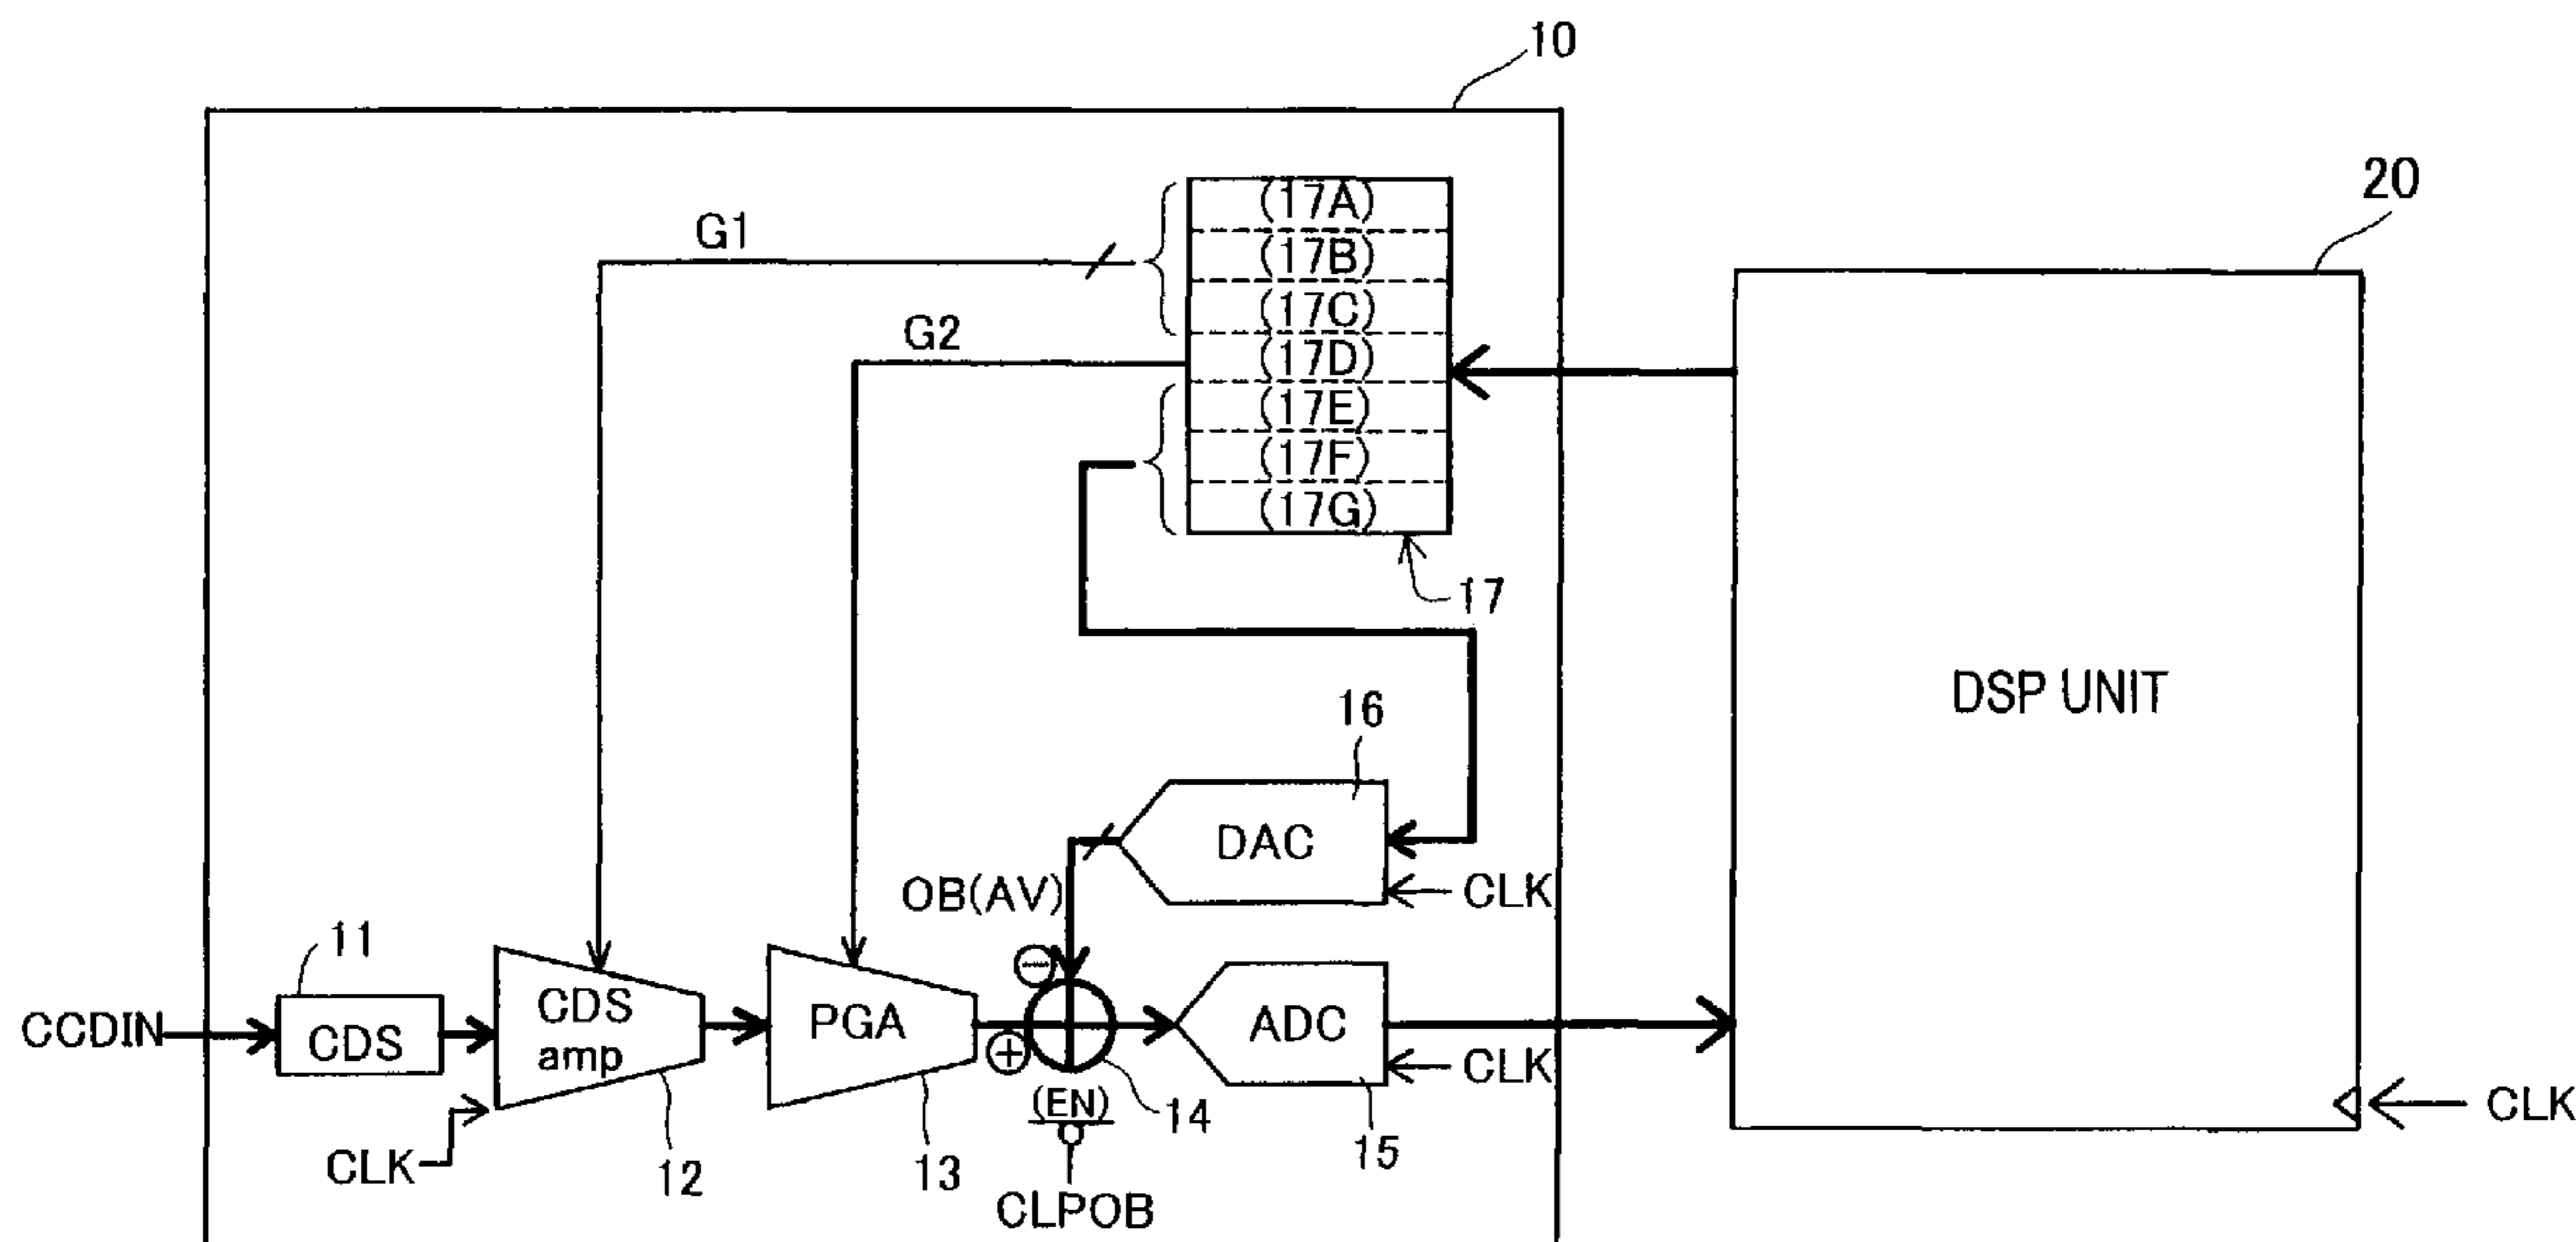 10
20
(17A)
(17B)
(17C)
(17D)
(17E)
(17F)
(17G)
G1
G2
17
DSP UNIT
16
DAC
CLK
OB(AV)
11
CCDIN
CDS
CDS
amp
12
CLK
PGA
13
−
+
14
(EN)
CLPOB
ADC
15
CLK
CLK